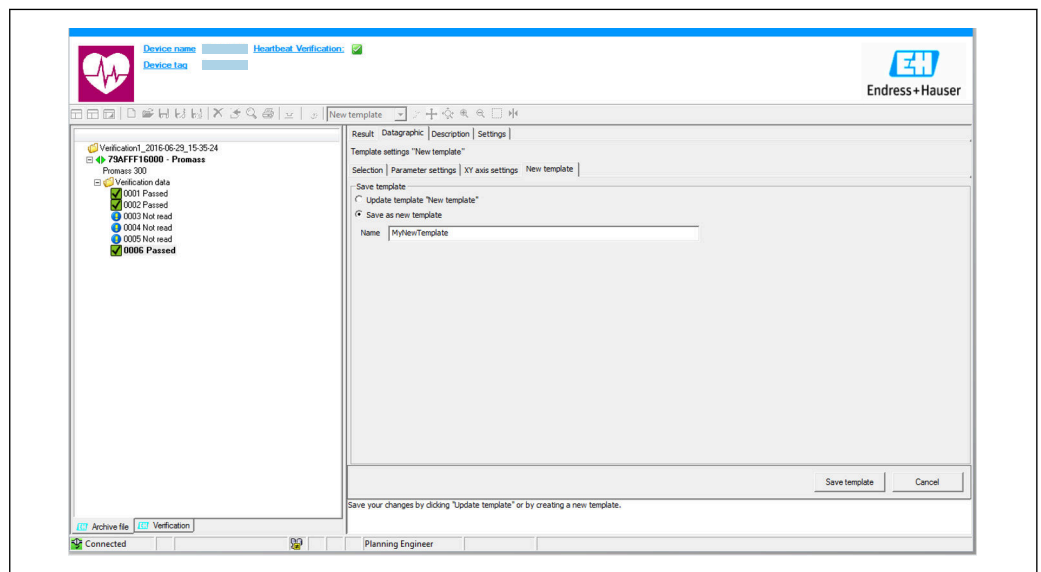 Device name Heartbeat Verification:
Device tag
EH
Endress+Hauser
New template
Result Datagraphic Description Settings
Template settings "New template"
Selection Parameter settings XY axis settings New template
Save template
Update template "New template"
Save as new template
Name MyNewTemplate
Verification1_2016-06-29_15-35-24
79AFFF16000 - Promass
Promass 300
Verification data
0001 Passed
0002 Passed
0003 Not read
0004 Not read
0005 Not read
0006 Passed
Save template Cancel
Save your changes by clicking "Update template" or by creating a new template.
Archive file Verification
Connected Planning Engineer